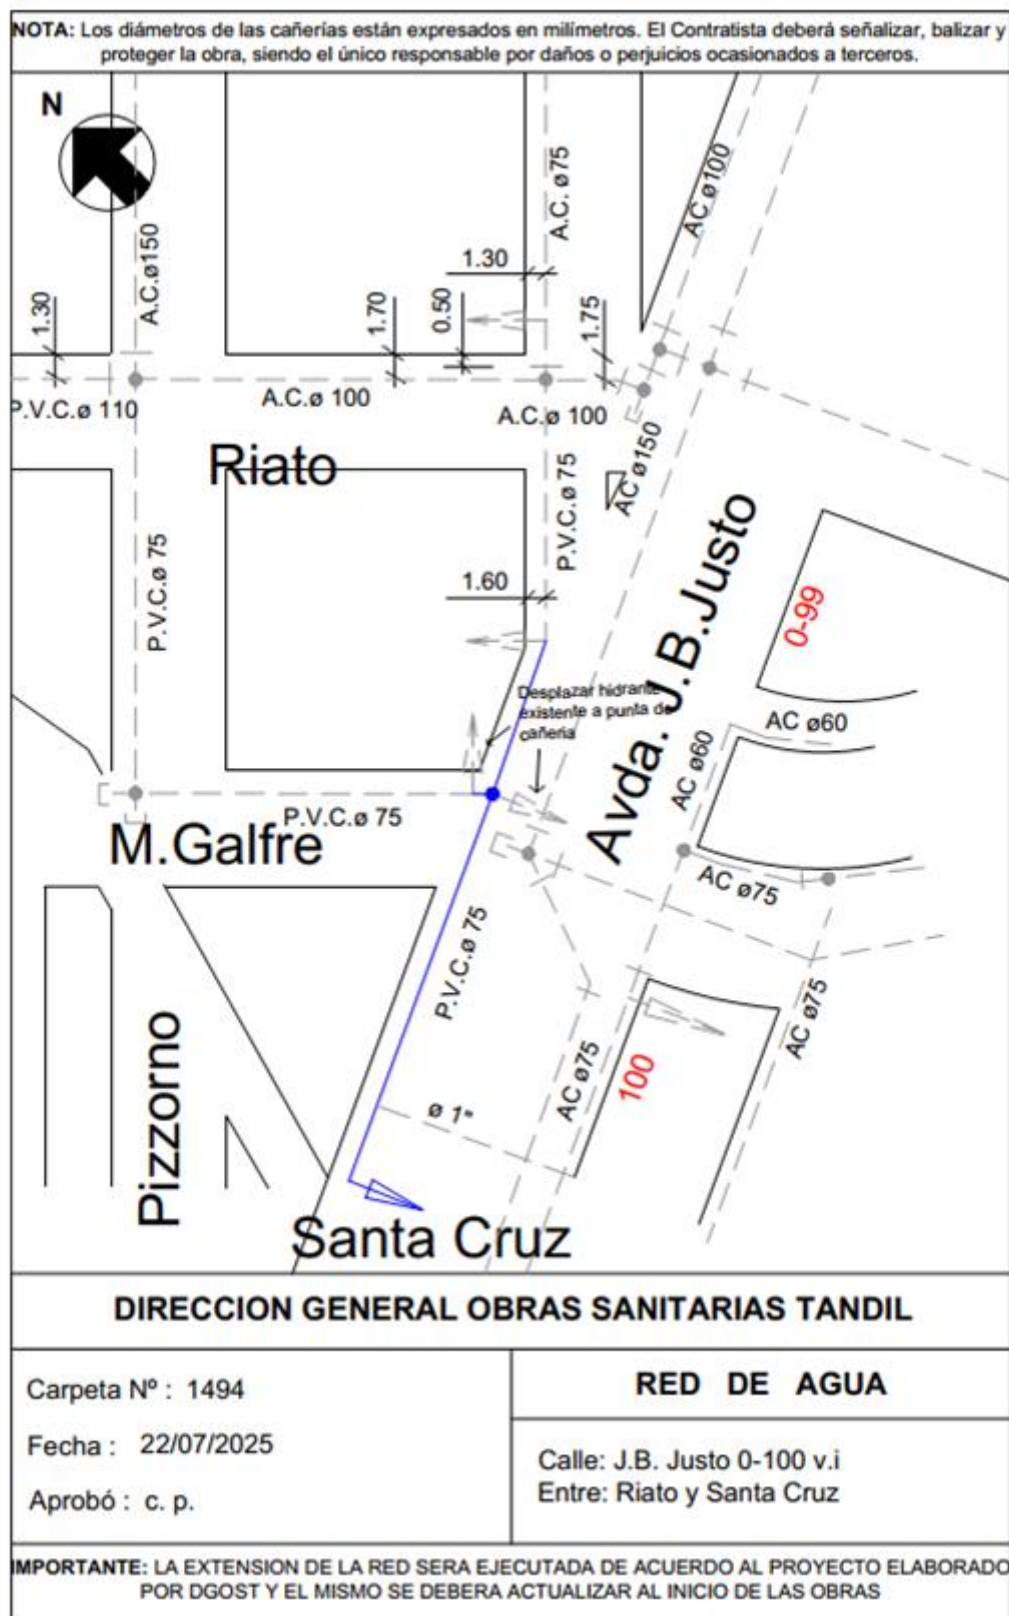 NOTA: Los diámetros de las cañerías están expresados en milímetros. El Contratista deberá señalizar, balizar y
proteger la obra, siendo el único responsable por daños o perjuicios ocasionados a terceros.
N
A.C. ø75
AC ø100
1.30
A.C.ø150
1.30
1.70
0.50
1.75
P.V.C.ø 110
A.C.ø 100
A.C.ø 100
Riato
AC ø150
P.V.C.ø 75
P.V.C.ø 75
1.60
Avda. J.B.Justo
0-99
Desplazar hidrante
existente a punta de
cañeria
AC ø60
AC ø60
P.V.C.ø 75
M.Galfre
AC ø75
P.V.C.ø 75
AC ø75
AC ø75
100
ø 1"
Pizzorno
Santa Cruz
DIRECCION GENERAL OBRAS SANITARIAS TANDIL
Carpeta Nº : 1494
Fecha : 22/07/2025
Aprobó : c. p.
RED DE AGUA
Calle: J.B. Justo 0-100 v.i
Entre: Riato y Santa Cruz
IMPORTANTE: LA EXTENSION DE LA RED SERA EJECUTADA DE ACUERDO AL PROYECTO ELABORADO
POR DGOST Y EL MISMO SE DEBERA ACTUALIZAR AL INICIO DE LAS OBRAS